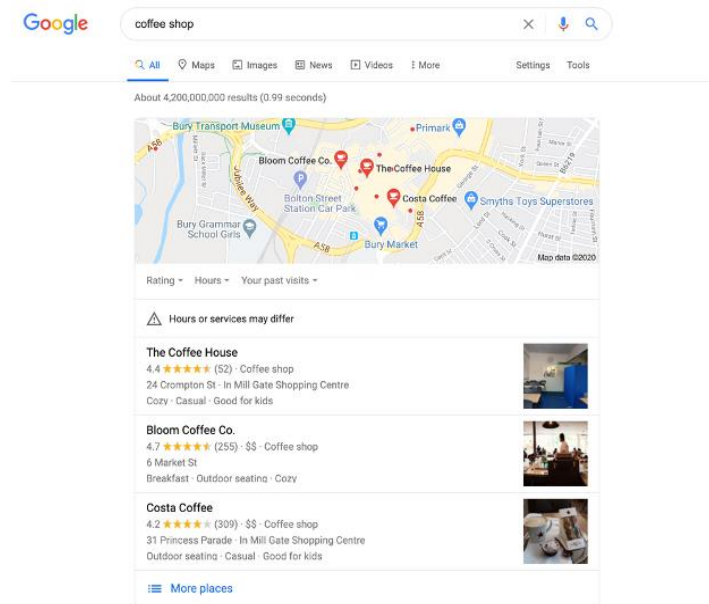 Google
coffee shop
All Maps Images News Videos More Settings Tools
About 4,200,000,000 results (0.99 seconds)
Bury Transport Museum
Primark
A58
Bloom Coffee Co.
The Coffee House
B6219
Jubilee Way
Bolton Street
Station Car Park
Costa Coffee
Smyths Toys Superstores
George St
Bury Grammar
School Girls
A58
A58
Bury Market
Map data ©2020
Rating Hours Your past visits
Hours or services may differ
The Coffee House
4.4 (52) · Coffee shop
24 Crompton St · In Mill Gate Shopping Centre
Cozy · Casual · Good for kids
Bloom Coffee Co.
4.7 (255) · $$ · Coffee shop
6 Market St
Breakfast · Outdoor seating · Cozy
Costa Coffee
4.2 (309) · $$ · Coffee shop
31 Princess Parade · In Mill Gate Shopping Centre
Outdoor seating · Casual · Good for kids
More places